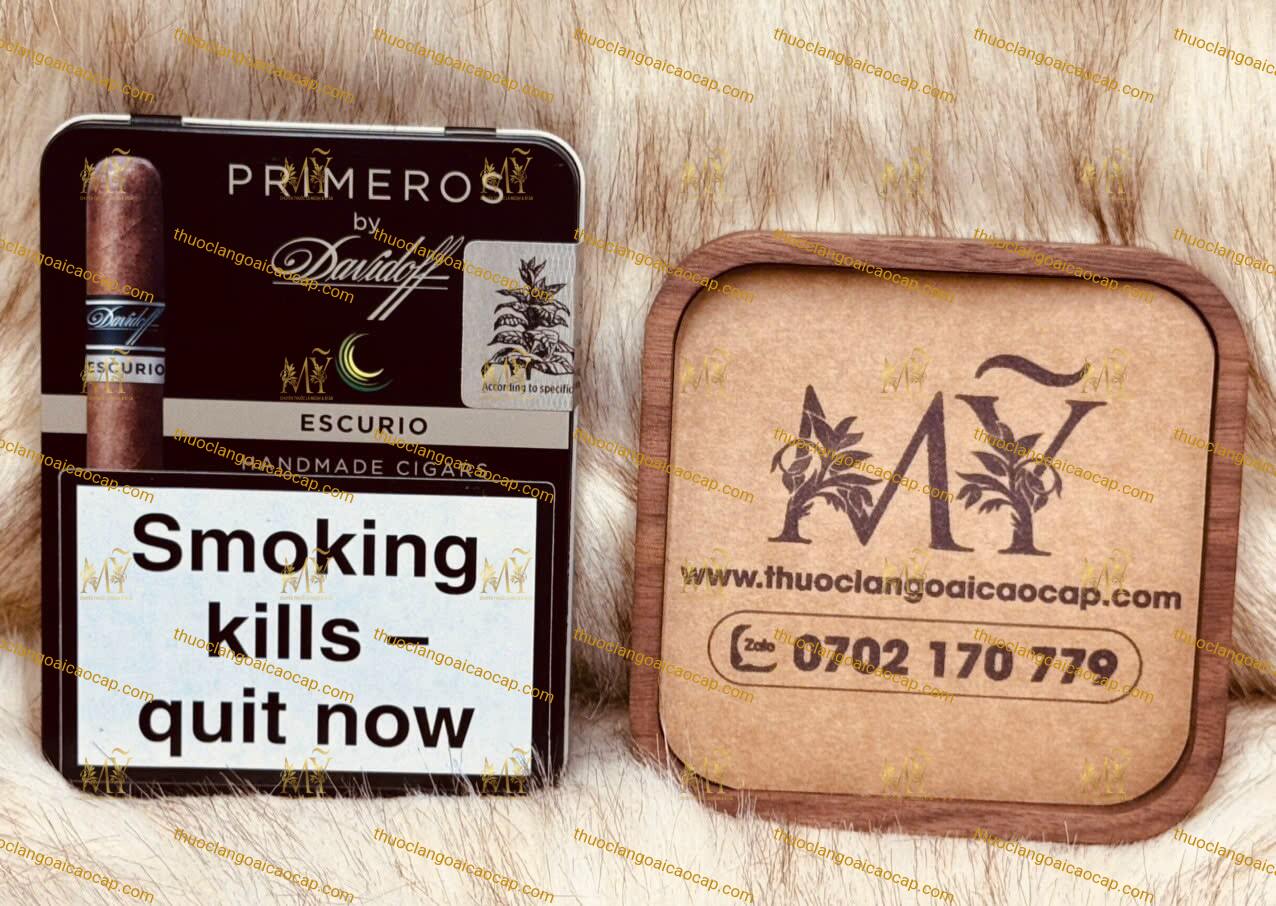 PRIMEROS
by
Davidoff
Davidoff
ESCURIO
According to specific
ESCURIO
HANDMADE CIGARS
Smoking
kills –
quit now
MỸ
www.thuoclangoaicaocap.com
Zalo 0702 170 779
thuoclangoaicaocap.com